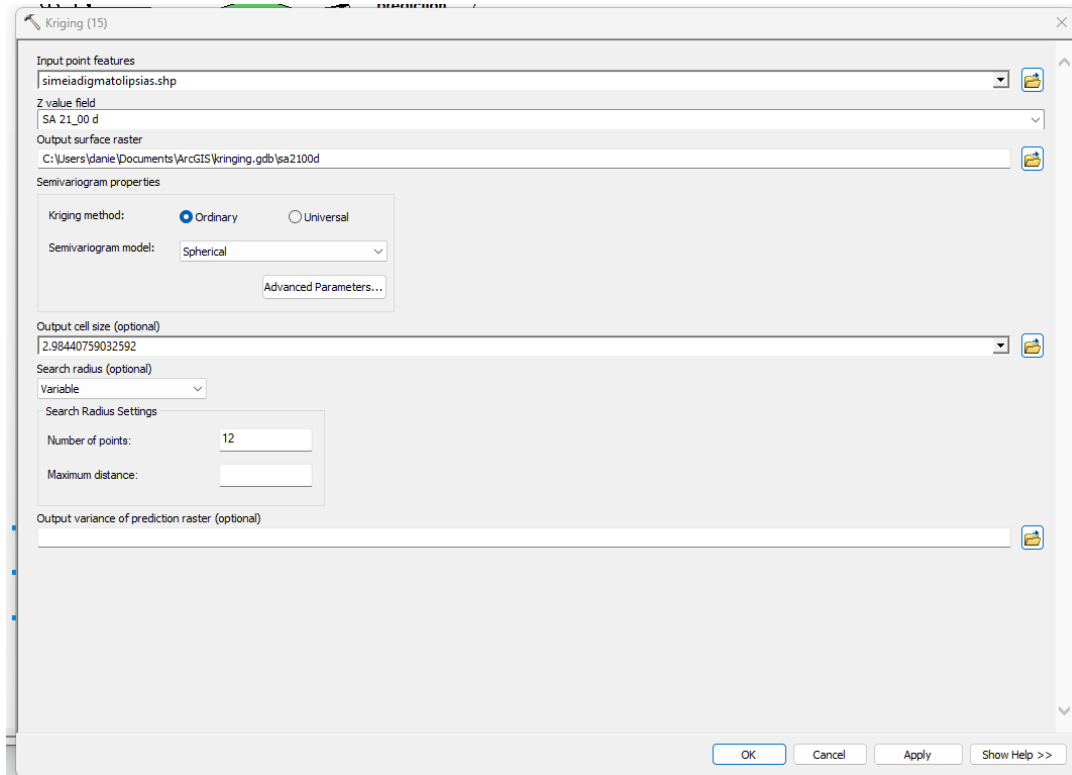 prediction
Kriging (15)
Input point features
simeiadigmatolipsias.shp
Z value field
SA 21_00 d
Output surface raster
C:\Users\danie\Documents\ArcGIS\kringing.gdb\sa2100d
Semivariogram properties
Kriging method: Ordinary Universal
Semivariogram model: Spherical
Advanced Parameters...
Output cell size (optional)
2.98440759032592
Search radius (optional)
Variable
Search Radius Settings
Number of points: 12
Maximum distance:
Output variance of prediction raster (optional)
OK Cancel Apply Show Help >>